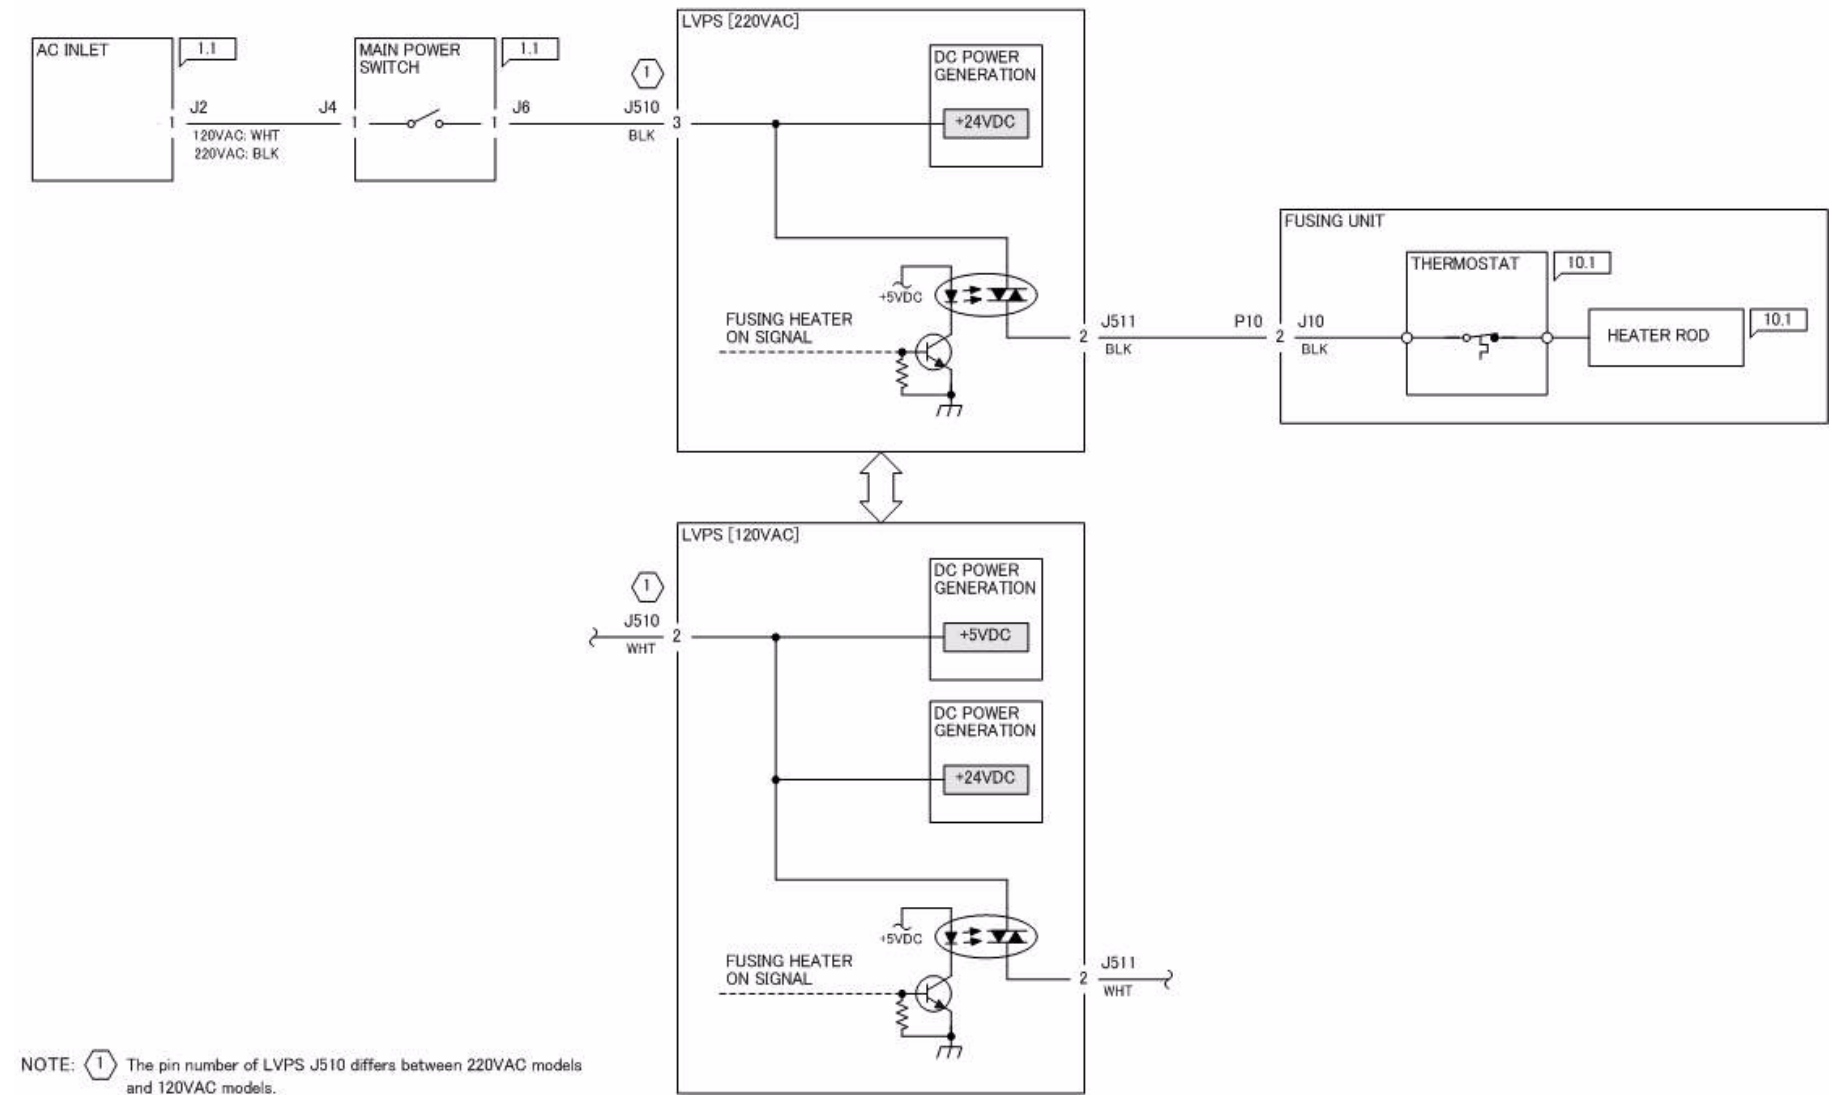 LVPS [220VAC]
AC INLET
1.1
MAIN POWER
SWITCH
1.1
1
DC POWER
GENERATION
J2
J4
J6
J510
1
1
1
3
+24VDC
120VAC: WHT
220VAC: BLK
BLK
FUSING UNIT
THERMOSTAT
10.1
+5VDC
FUSING HEATER
ON SIGNAL
2
J511
BLK
P10
2
J10
BLK
HEATER ROD
10.1
LVPS [120VAC]
1
DC POWER
GENERATION
J510
WHT
2
+5VDC
DC POWER
GENERATION
+24VDC
+5VDC
FUSING HEATER
ON SIGNAL
2
J511
WHT
NOTE: 1 The pin number of LVPS J510 differs between 220VAC models
and 120VAC models.